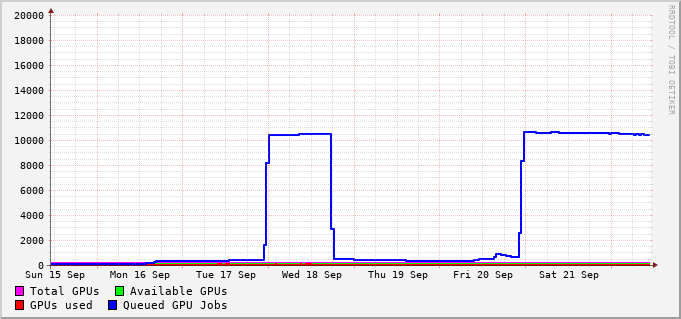 20000
18000
16000
14000
12000
10000
8000
6000
4000
2000
0
Sun 15 Sep Mon 16 Sep Tue 17 Sep Wed 18 Sep Thu 19 Sep Fri 20 Sep Sat 21 Sep
Total GPUs Available GPUs
GPUs used Queued GPU Jobs
RRDTOOL / TOBI OETIKER